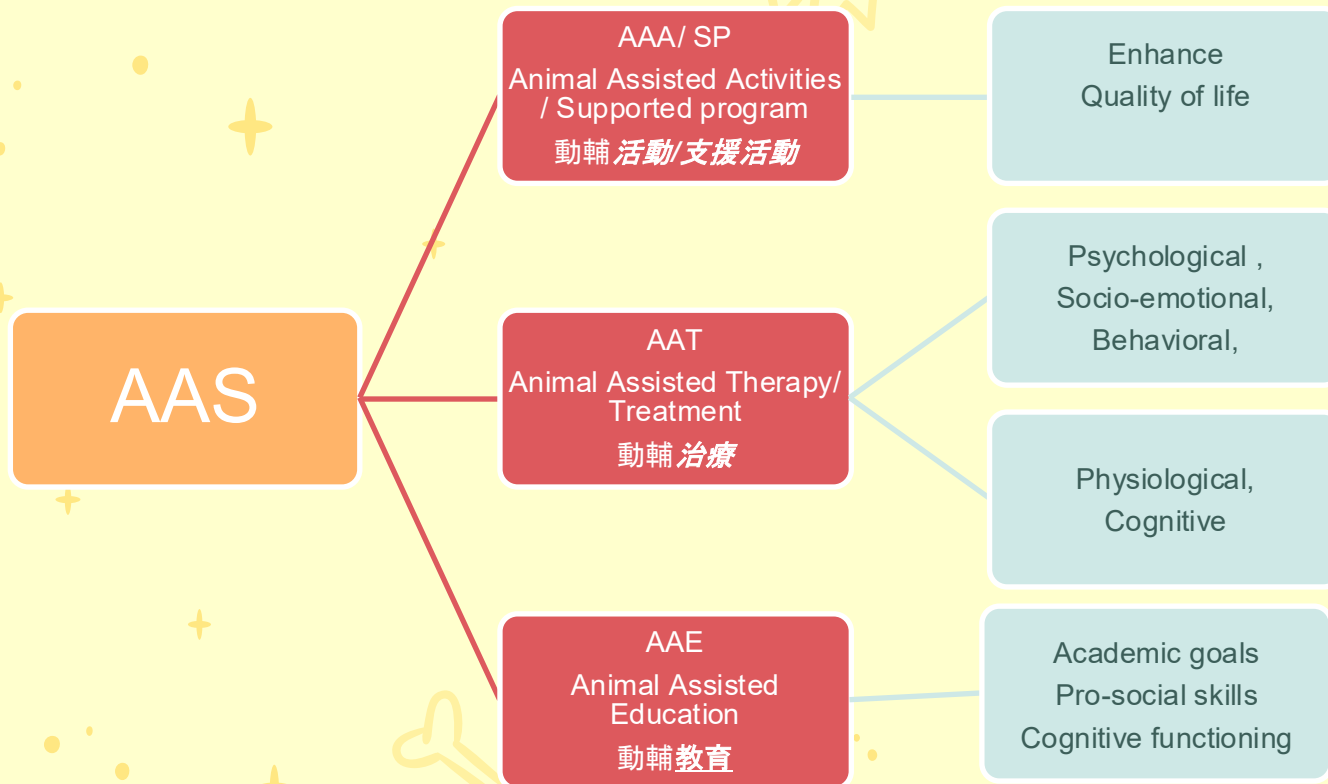 AAS
AAA/ SP
Animal Assisted Activities
/ Supported program
動輔活動/支援活動
Enhance
Quality of life
AAT
Animal Assisted Therapy/
Treatment
動輔治療
Psychological ,
Socio-emotional,
Behavioral,
Physiological,
Cognitive
AAE
Animal Assisted
Education
動輔教育
Academic goals
Pro-social skills
Cognitive functioning